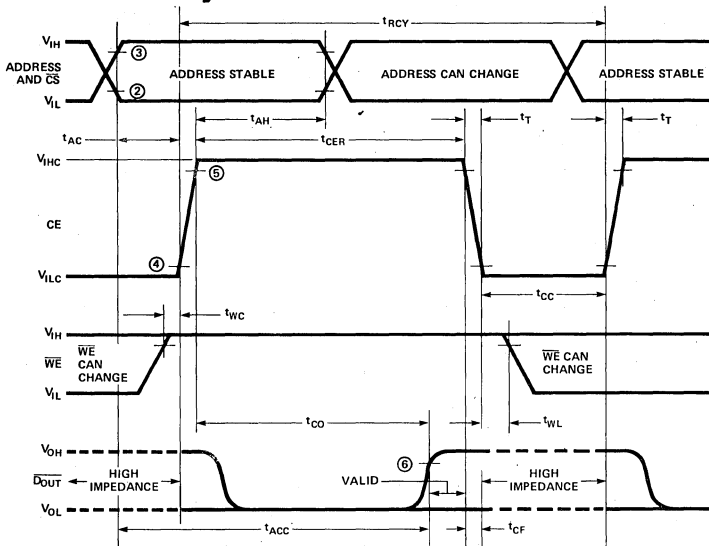 tRCY
VIH
③
ADDRESS AND CS
ADDRESS STABLE
ADDRESS CAN CHANGE
ADDRESS STABLE
②
VIL
tAH
tT
tT
tAC
tCER
VIHC
⑤
CE
④
VILC
tCC
tWC
VIH
WE
WE CAN CHANGE
WE CAN CHANGE
VIL
tCO
tWL
VOH
⑥
DOUT
HIGH IMPEDANCE
VALID
HIGH IMPEDANCE
VOL
tACC
tCF